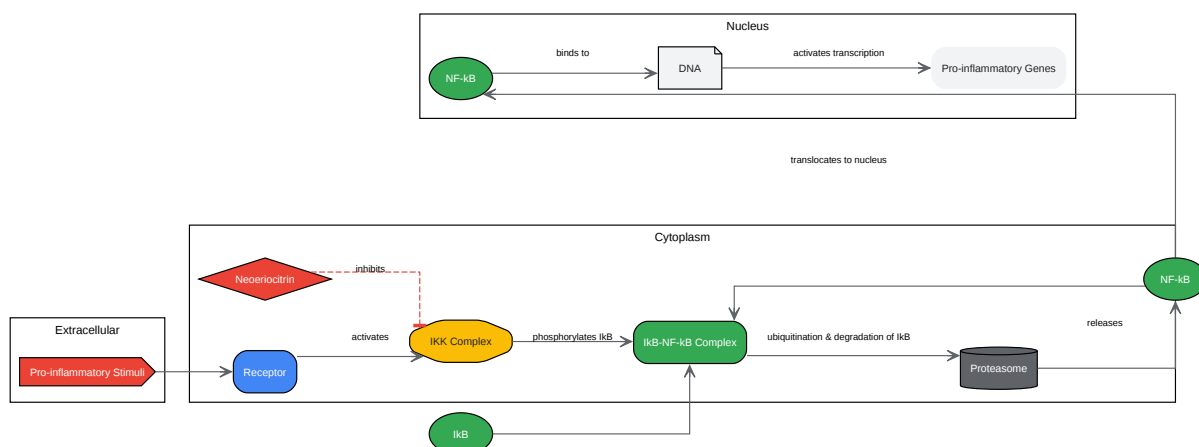 Nucleus
binds to
activates transcription
NF-kB
DNA
Pro-inflammatory Genes
translocates to nucleus
Cytoplasm
Neoeriocitrin
inhibits
NF-kB
Extracellular
releases
activates
IKK Complex
phosphorylates IkB
IkB-NF-kB Complex
ubiquitination & degradation of IkB
Pro-inflammatory Stimuli
Receptor
Proteasome
IkB